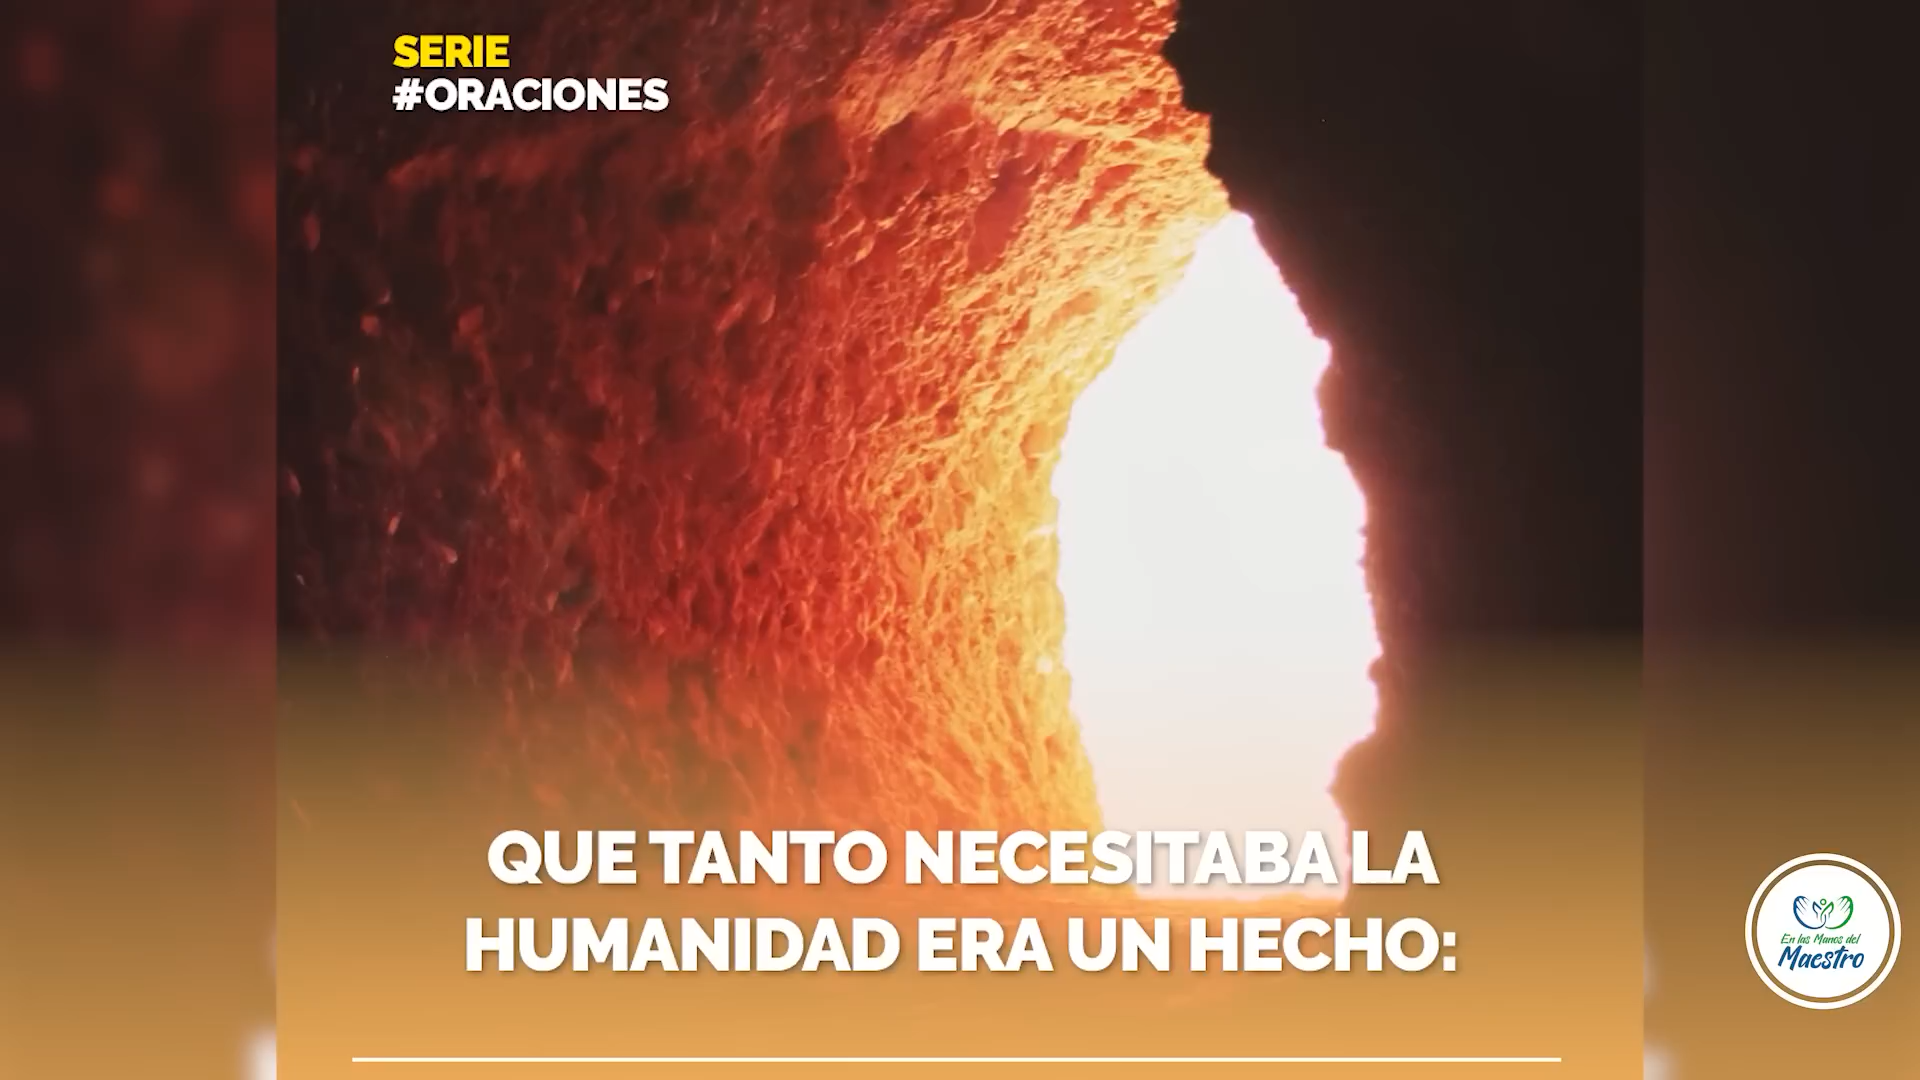 SERIE
#ORACIONES
QUE TANTO NECESITABA LA
HUMANIDAD ERA UN HECHO:
En las Manos del
Maestro